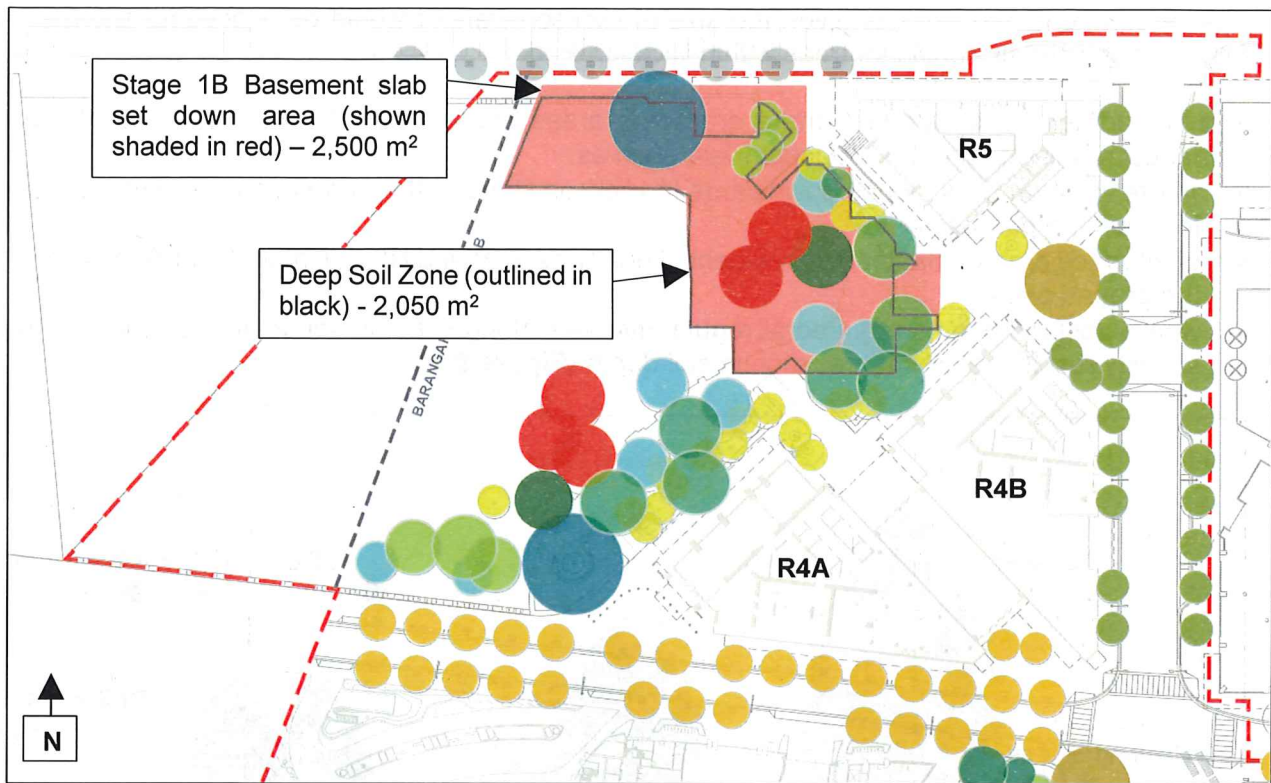 Stage 1B Basement slab
set down area (shown
shaded in red) – 2,500 m²
R5
Deep Soil Zone (outlined in
black) - 2,050 m²
R4B
R4A
N